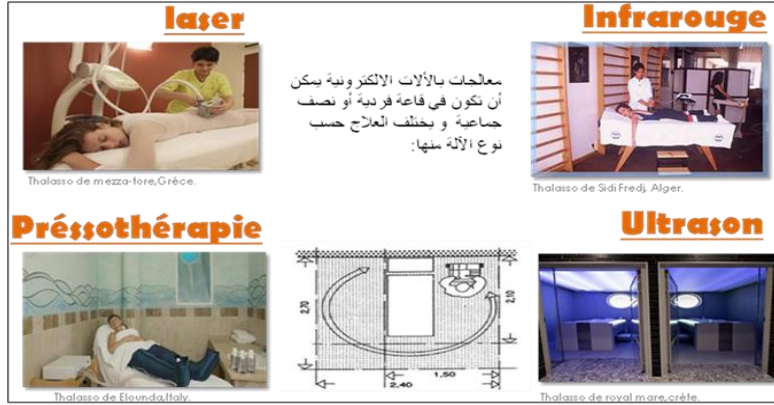 laser
Infrarouge
معالجات بالألات الالكترونية يمكن
أن تكون في قاعة فردية أو نصف
جماعية و يختلف العلاج حسب
نوع الآلة منها:
Thalasso de mezza-tore,Gréce.
Thalasso de Sidi Fredj, Alger.
Préssothérapie
Ultrason
2,70
2,10
1,50
2,40
Thalasso de Elounda,Italy.
Thalasso de royal mare,créte.